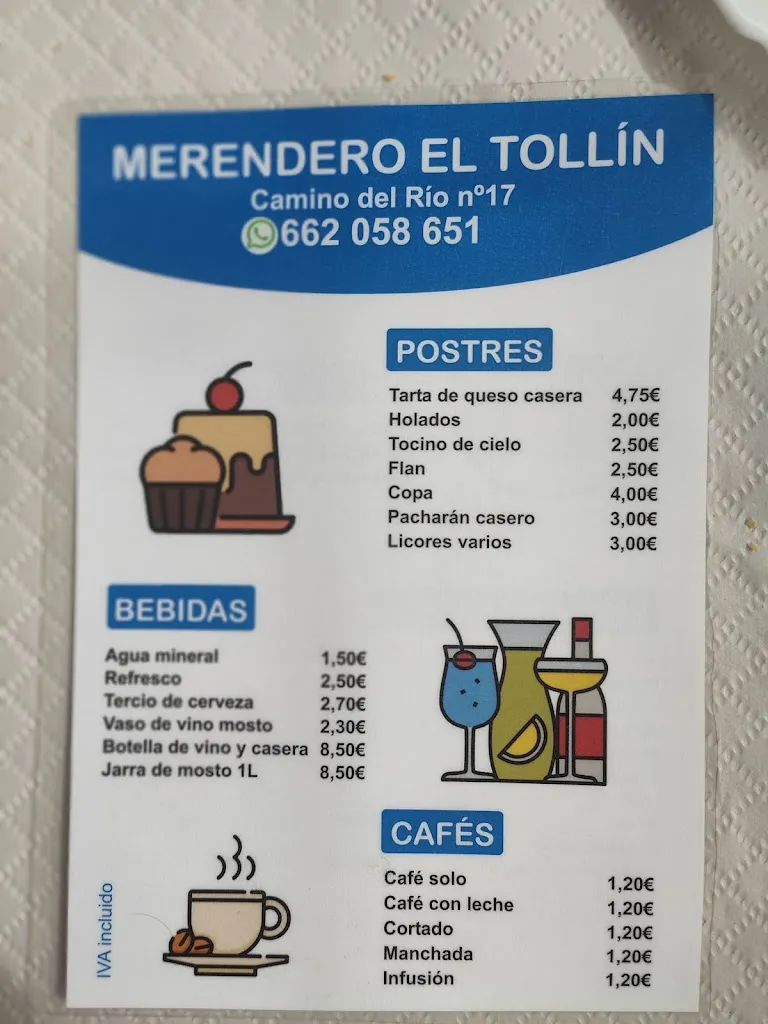 MERENDERO EL TOLLÍN
Camino del Río nº17
662 058 651
POSTRES
Tarta de queso casera 4,75€
Holados 2,00€
Tocino de cielo 2,50€
Flan 2,50€
Copa 4,00€
Pacharán casero 3,00€
Licores varios 3,00€
BEBIDAS
Agua mineral 1,50€
Refresco 2,50€
Tercio de cerveza 2,70€
Vaso de vino mosto 2,30€
Botella de vino y casera 8,50€
Jarra de mosto 1L 8,50€
CAFÉS
Café solo 1,20€
Café con leche 1,20€
Cortado 1,20€
Manchada 1,20€
Infusión 1,20€
IVA incluido